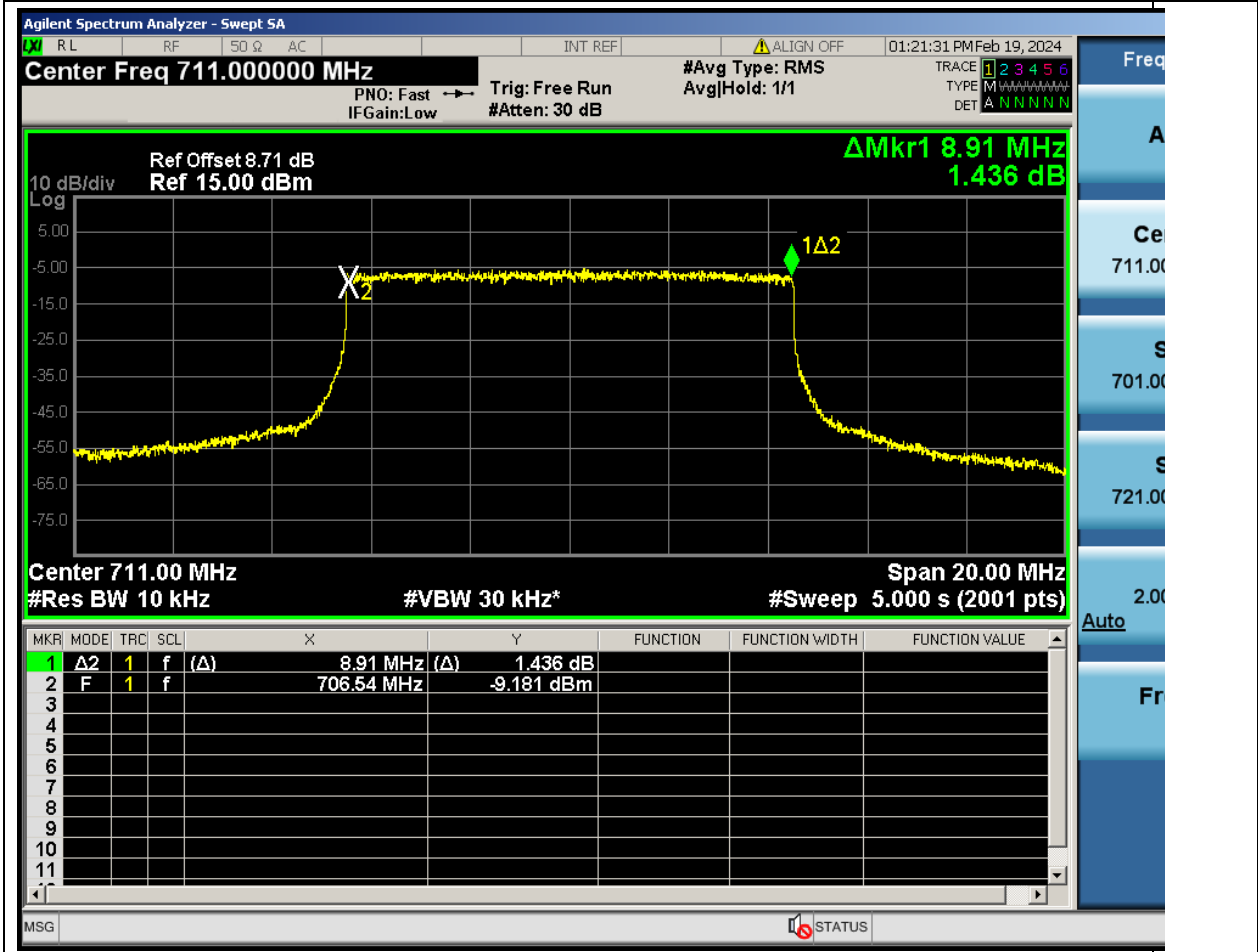 Agilent Spectrum Analyzer - Swept SA
LXI RL RF 50 Ω AC INT REF ALIGN OFF 01:21:31 PM Feb 19, 2024
Center Freq 711.000000 MHz
PNO: Fast
IFGain:Low
Trig: Free Run
#Atten: 30 dB
#Avg Type: RMS
Avg|Hold: 1/1
TRACE 1 2 3 4 5 6
TYPE M W W W W W
DET A N N N N N
ΔMkr1 8.91 MHz
1.436 dB
Ref Offset 8.71 dB
10 dB/div Ref 15.00 dBm
Log
5.00
-5.00
-15.0
-25.0
-35.0
-45.0
-55.0
-65.0
-75.0
1Δ2
2
Center 711.00 MHz Span 20.00 MHz
#Res BW 10 kHz #VBW 30 kHz* #Sweep 5.000 s (2001 pts)
MKR MODE TRC SCL X Y FUNCTION FUNCTION WIDTH FUNCTION VALUE
1 Δ2 1 f (Δ) 8.91 MHz (Δ) 1.436 dB
2 F 1 f 706.54 MHz -9.181 dBm
3
4
5
6
7
8
9
10
11
MSG STATUS
Freq
A
Ce
711.00
S
701.00
S
721.00
2.00
Auto
Fr